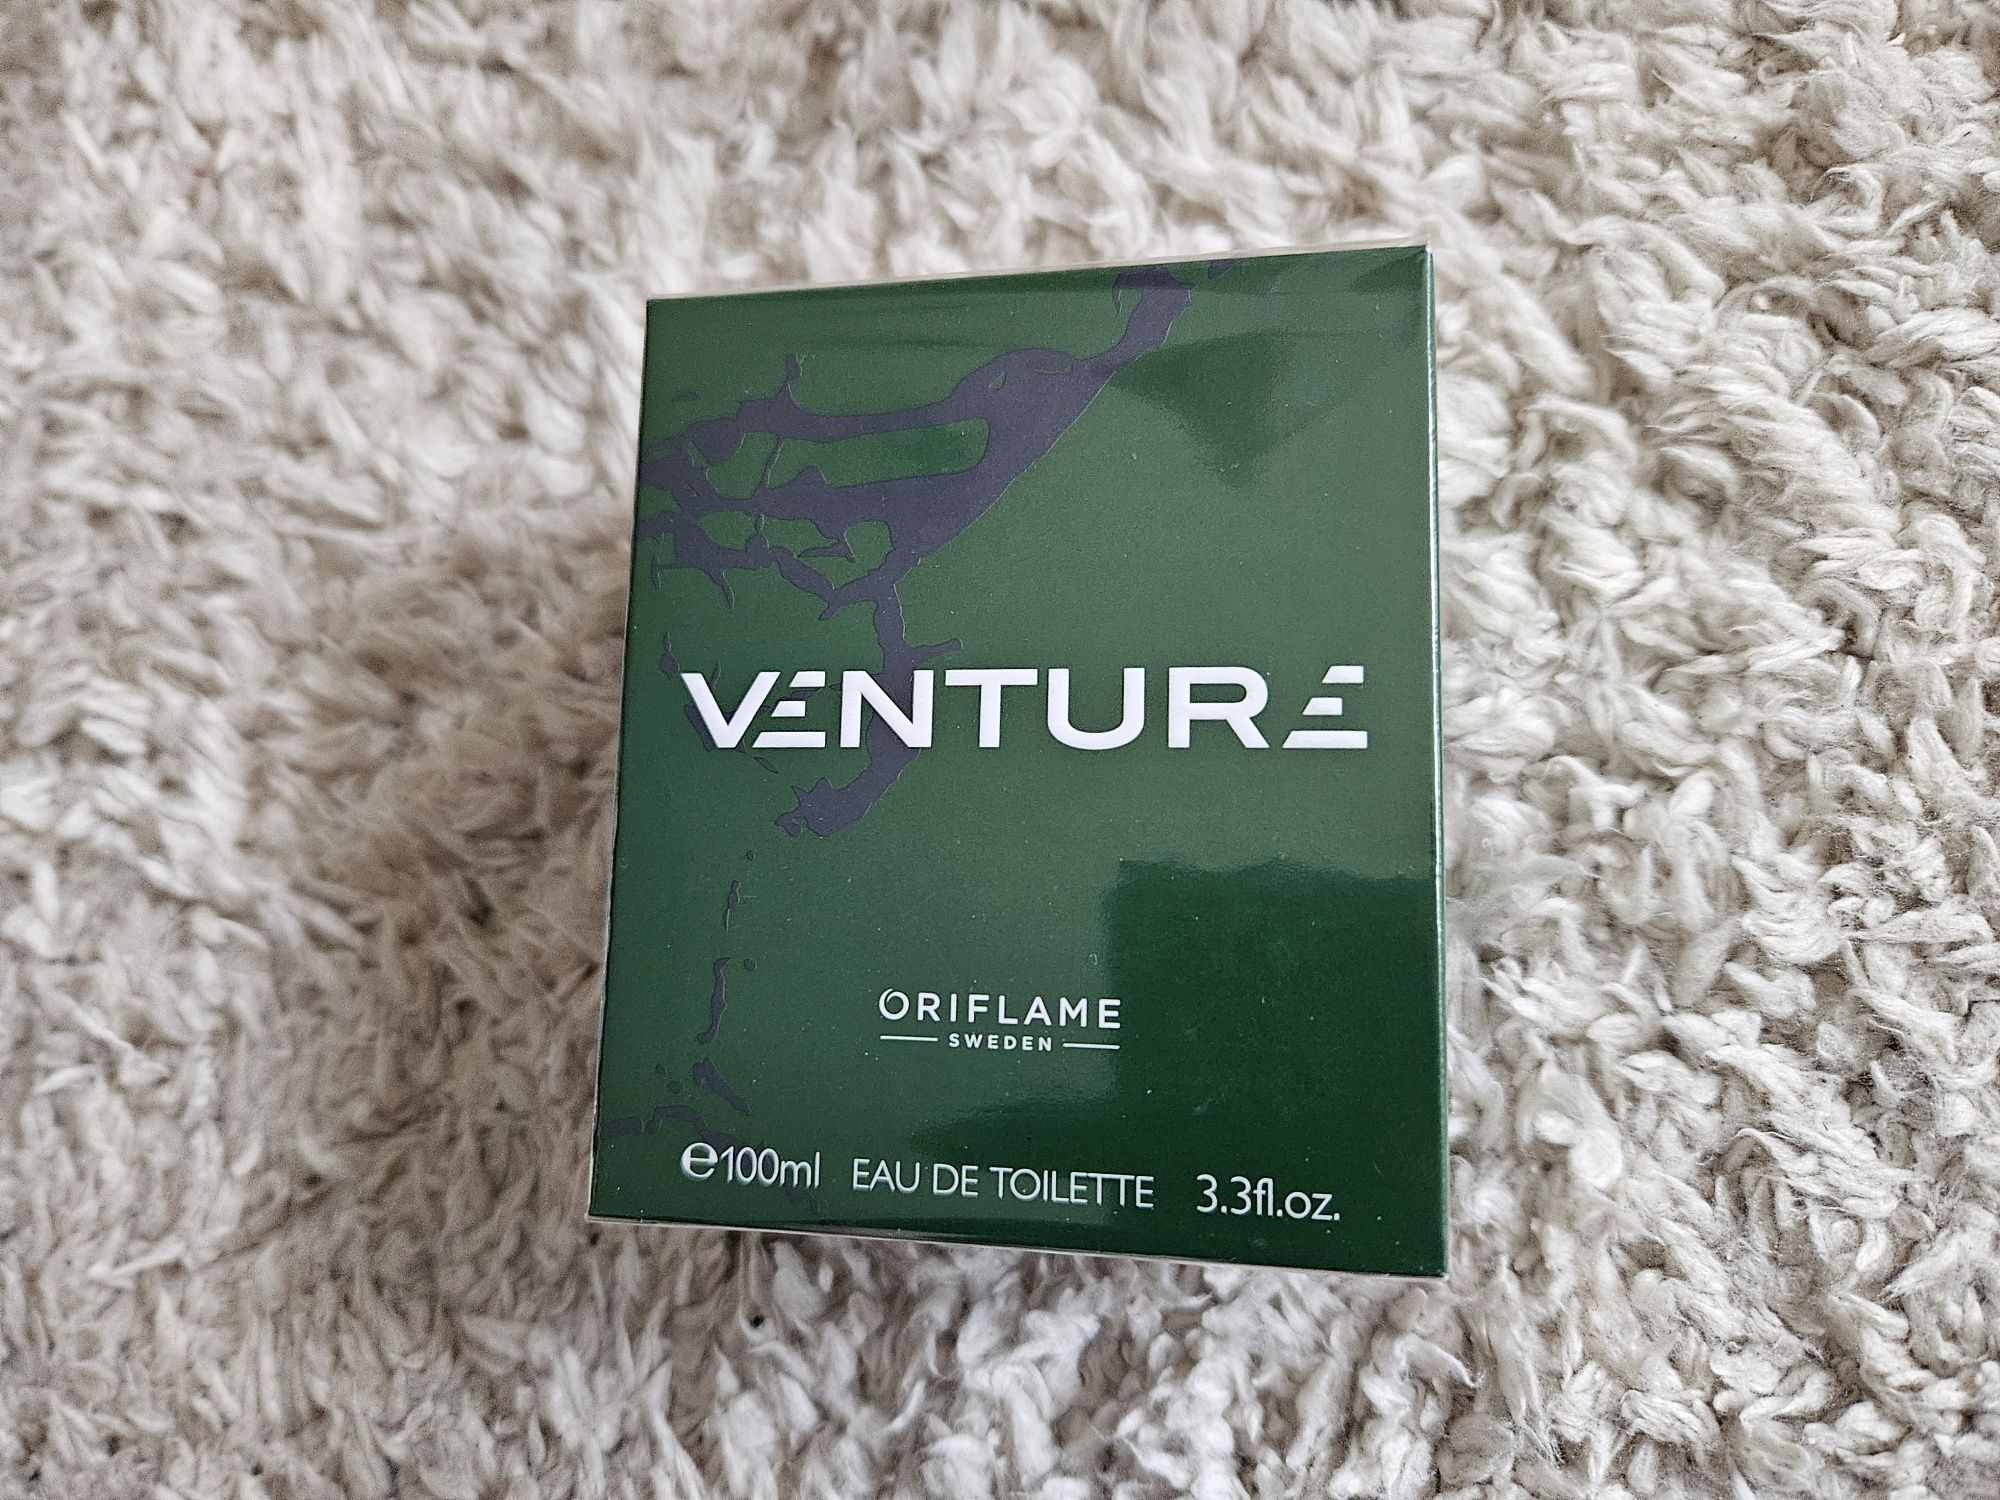 VENTURE
ORIFLAME
SWEDEN
℮100ml EAU DE TOILETTE 3.3fl.oz.